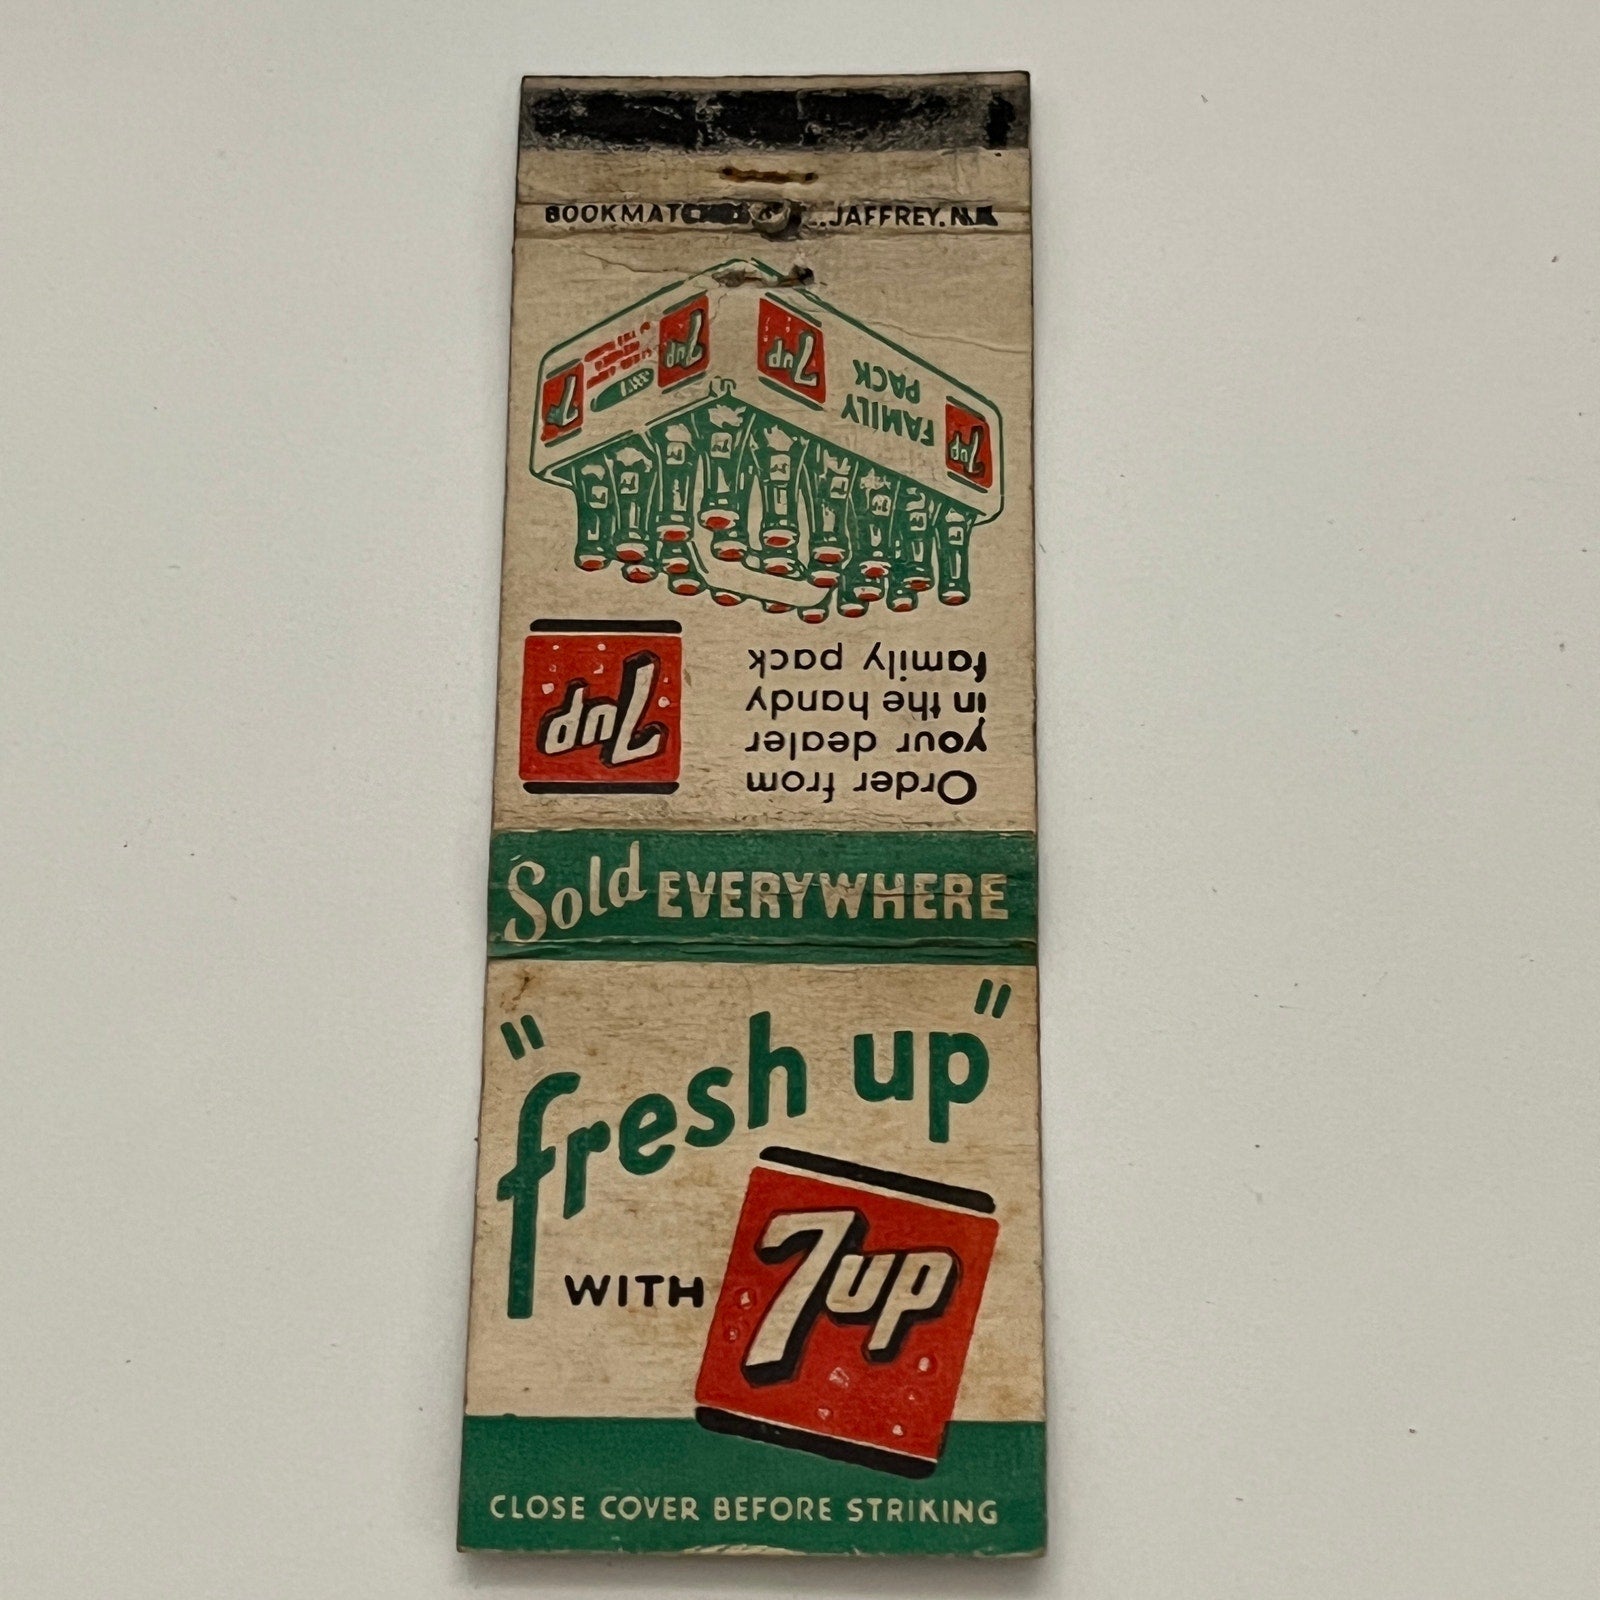 JAFFREY, N.H.
7up
7up
FAMILY
PACK
7up
7up
7up
Order from
your dealer
in the handy
family pack
Sold EVERYWHERE
"fresh up"
WITH 7up
CLOSE COVER BEFORE STRIKING